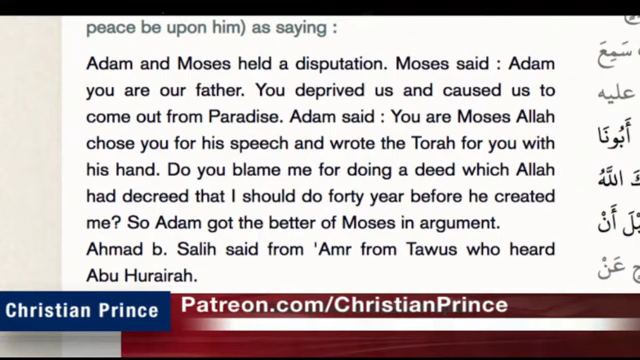 peace be upon him) as saying :
Adam and Moses held a disputation. Moses said : Adam
you are our father. You deprived us and caused us to
come out from Paradise. Adam said : You are Moses Allah
chose you for his speech and wrote the Torah for you with
his hand. Do you blame me for doing a deed which Allah
had decreed that I should do forty year before he created
me? So Adam got the better of Moses in argument.
Ahmad b. Salih said from 'Amr from Tawus who heard
Abu Hurairah.
سَمِعَ
عليه
أَبُونَا
اللَّهُ
أَنْ
عَنْ
Christian Prince
Patreon.com/ChristianPrince